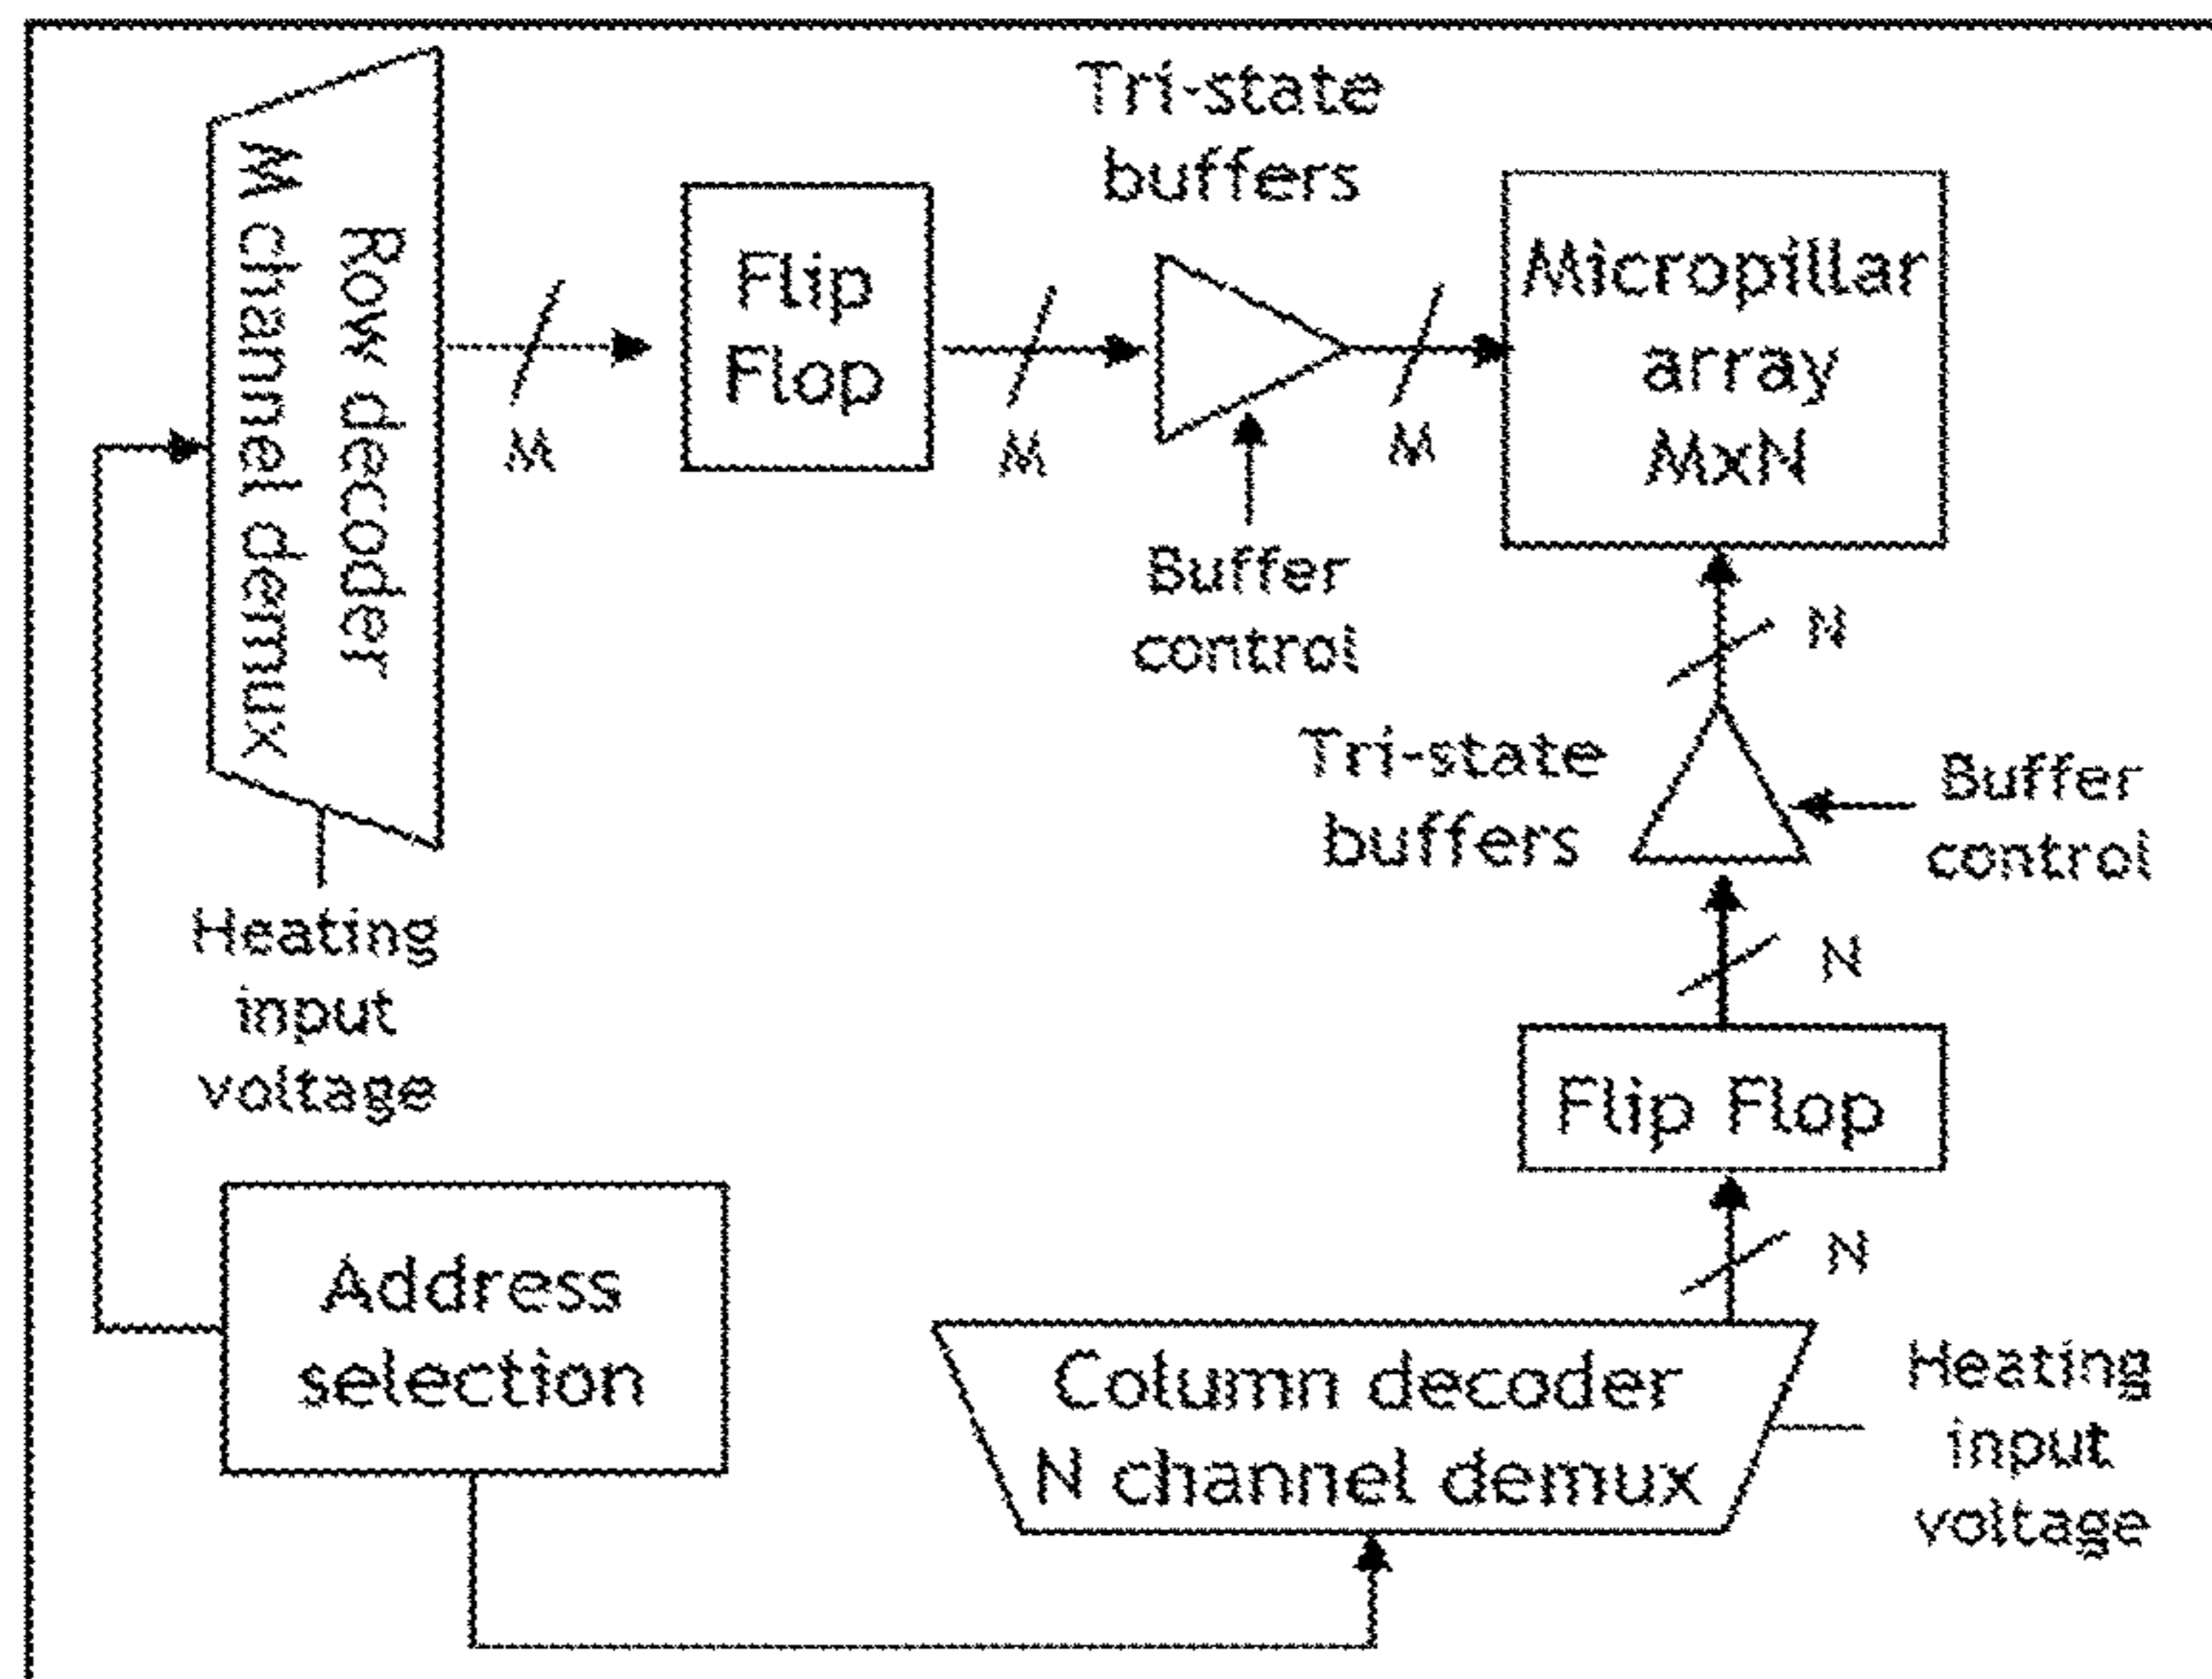 Tri-state
buffers
Row decoder
M channel demux
Flip
Flop
Micropillar
array
MxN
M
M
M
Buffer
control
N
Tri-state
buffers
Buffer
control
Heating
input
voltage
N
Flip Flop
Address
selection
N
Column decoder
N channel demux
Heating
input
voltage